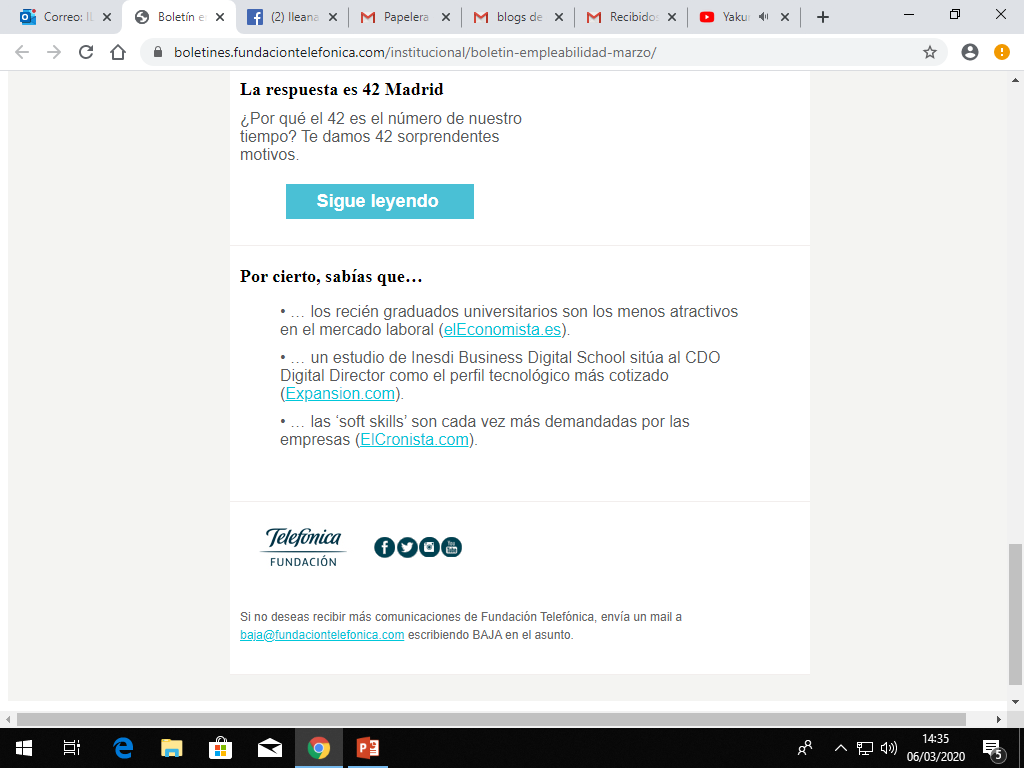 Correo: IL
Boletín e
(2) Ileana
Papelera
blogs de
Recibidos
Yaku
boletines.fundaciontelefonica.com/institucional/boletin-empleabilidad-marzo/
La respuesta es 42 Madrid
¿Por qué el 42 es el número de nuestro
tiempo? Te damos 42 sorprendentes
motivos.
Sigue leyendo
Por cierto, sabías que…
• … los recién graduados universitarios son los menos atractivos
en el mercado laboral (elEconomista.es).
• … un estudio de Inesdi Business Digital School sitúa al CDO
Digital Director como el perfil tecnológico más cotizado
(Expansion.com).
• … las ‘soft skills’ son cada vez más demandadas por las
empresas (ElCronista.com).
Telefónica
FUNDACIÓN
You
Tube
Si no deseas recibir más comunicaciones de Fundación Telefónica, envía un mail a
baja@fundaciontelefonica.com escribiendo BAJA en el asunto.
14:35
06/03/2020
5